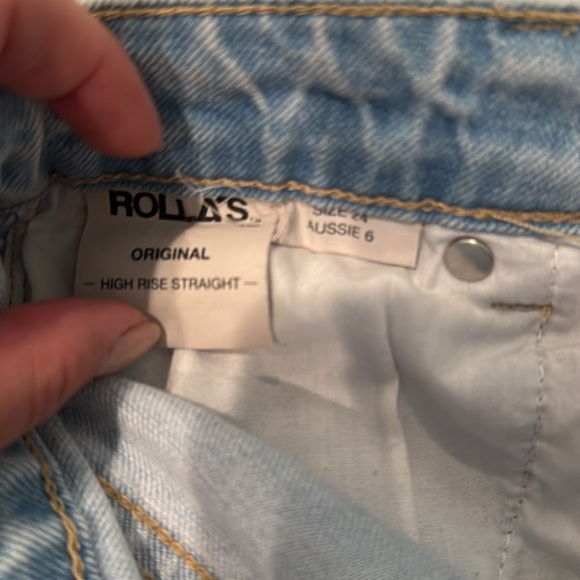 ROLLA'S
ORIGINAL
— HIGH RISE STRAIGHT —
SIZE 24
AUSSIE 6